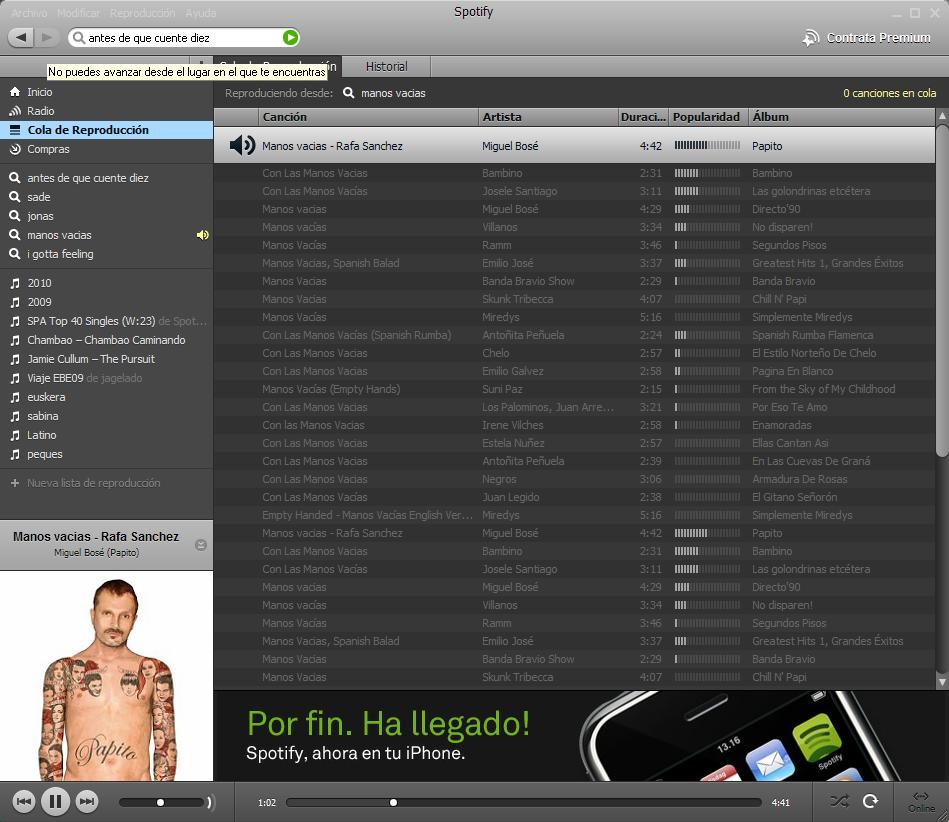 Spotify
Archivo Modificar Reproducción Ayuda
antes de que cuente diez
Contrata Premium
No puedes avanzar desde el lugar en el que te encuentras
Historial
Inicio
Radio
Cola de Reproducción
Compras
antes de que cuente diez
sade
jonas
manos vacias
i gotta feeling
2010
2009
SPA Top 40 Singles (W:23) de Spot...
Chambao – Chambao Caminando
Jamie Cullum – The Pursuit
Viaje EBE09 de jagelado
euskera
sabina
Latino
peques
Nueva lista de reproducción
Manos vacias - Rafa Sanchez
Miguel Bosé (Papito)
Papito
Reproduciendo desde: manos vacias 0 canciones en cola
Canción Artista Duraci... Popularidad Álbum
Manos vacias - Rafa Sanchez Miguel Bosé 4:42 Papito
Con Las Manos Vacias Bambino 2:31 Bambino
Con Las Manos Vacías Josele Santiago 3:11 Las golondrinas etcétera
Manos vacias Miguel Bosé 4:29 Directo'90
Manos vacías Villanos 3:34 No disparen!
Manos Vacías Ramm 3:46 Segundos Pisos
Manos Vacias, Spanish Balad Emilio José 3:37 Greatest Hits 1, Grandes Éxitos
Manos Vacias Banda Bravio Show 2:29 Banda Bravio
Manos Vacias Skunk Tribecca 4:07 Chill N' Papi
Manos Vacías Miredys 5:16 Simplemente Miredys
Con Las Manos Vacías (Spanish Rumba) Antoñita Peñuela 2:24 Spanish Rumba Flamenca
Con Las Manos Vacias Chelo 2:57 El Estilo Norteño De Chelo
Con Las Manos Vacias Emilio Galvez 2:58 Pagina En Blanco
Manos Vacías (Empty Hands) Suni Paz 2:15 From the Sky of My Childhood
Con Las Manos Vacias Los Palominos, Juan Arre... 3:21 Por Eso Te Amo
Con las Manos Vacias Irene Vilches 2:58 Enamoradas
Con Las Manos Vacias Estela Nuñez 2:57 Ellas Cantan Asi
Con Las Manos Vacias Antoñita Peñuela 2:39 En Las Cuevas De Graná
Con Las Manos Vacías Negros 3:06 Armadura De Rosas
Con Las Manos Vacías Juan Legido 2:38 El Gitano Señorón
Empty Handed - Manos Vacías English Ver... Miredys 5:16 Simplemente Miredys
Manos vacias - Rafa Sanchez Miguel Bosé 4:42 Papito
Con Las Manos Vacias Bambino 2:31 Bambino
Con Las Manos Vacías Josele Santiago 3:11 Las golondrinas etcétera
Manos vacias Miguel Bosé 4:29 Directo'90
Manos vacías Villanos 3:34 No disparen!
Manos Vacías Ramm 3:46 Segundos Pisos
Manos Vacias, Spanish Balad Emilio José 3:37 Greatest Hits 1, Grandes Éxitos
Manos Vacias Banda Bravio Show 2:29 Banda Bravio
Manos Vacias Skunk Tribecca 4:07 Chill N' Papi
Por fin. Ha llegado!
Spotify, ahora en tu iPhone.
13.16
Spotify
1:02 4:41
Online